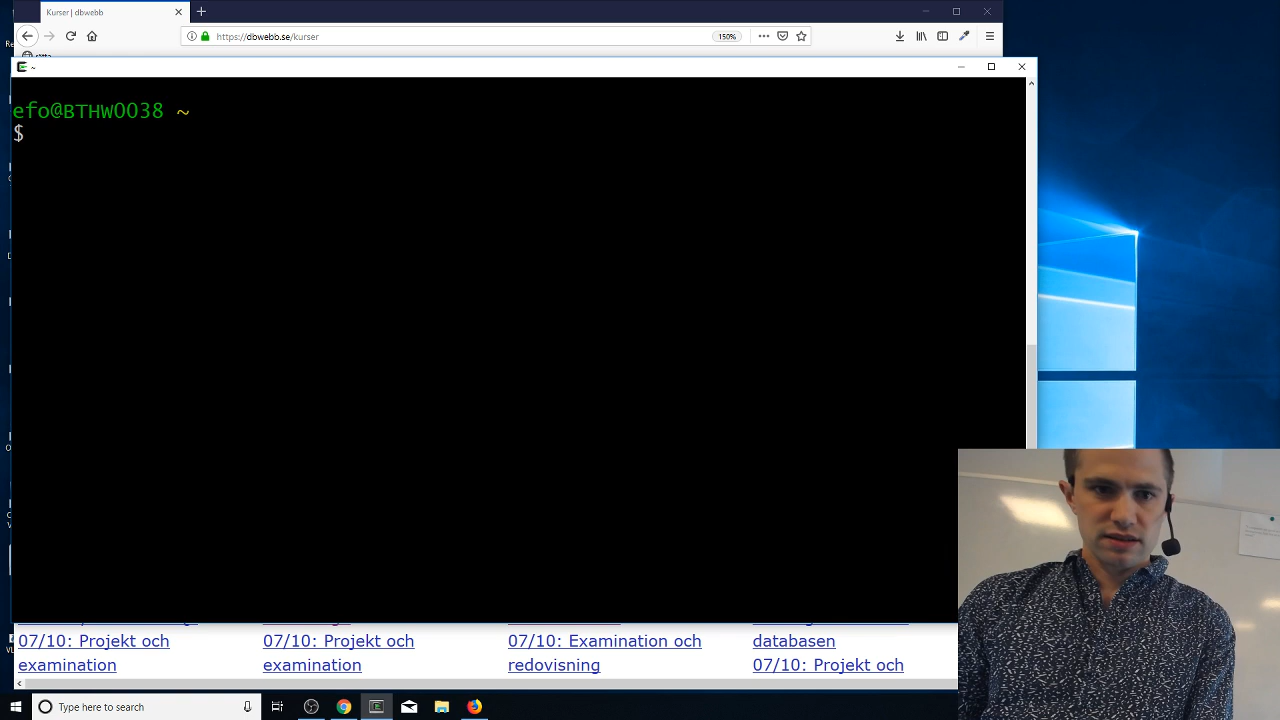 Kurser | dbwebb
https://dbwebb.se/kurser
150%
~
efo@BTHW0038 ~
$
07/10: Projekt och
examination
07/10: Projekt och
examination
07/10: Examination och
redovisning
databasen
07/10: Projekt och
Type here to search